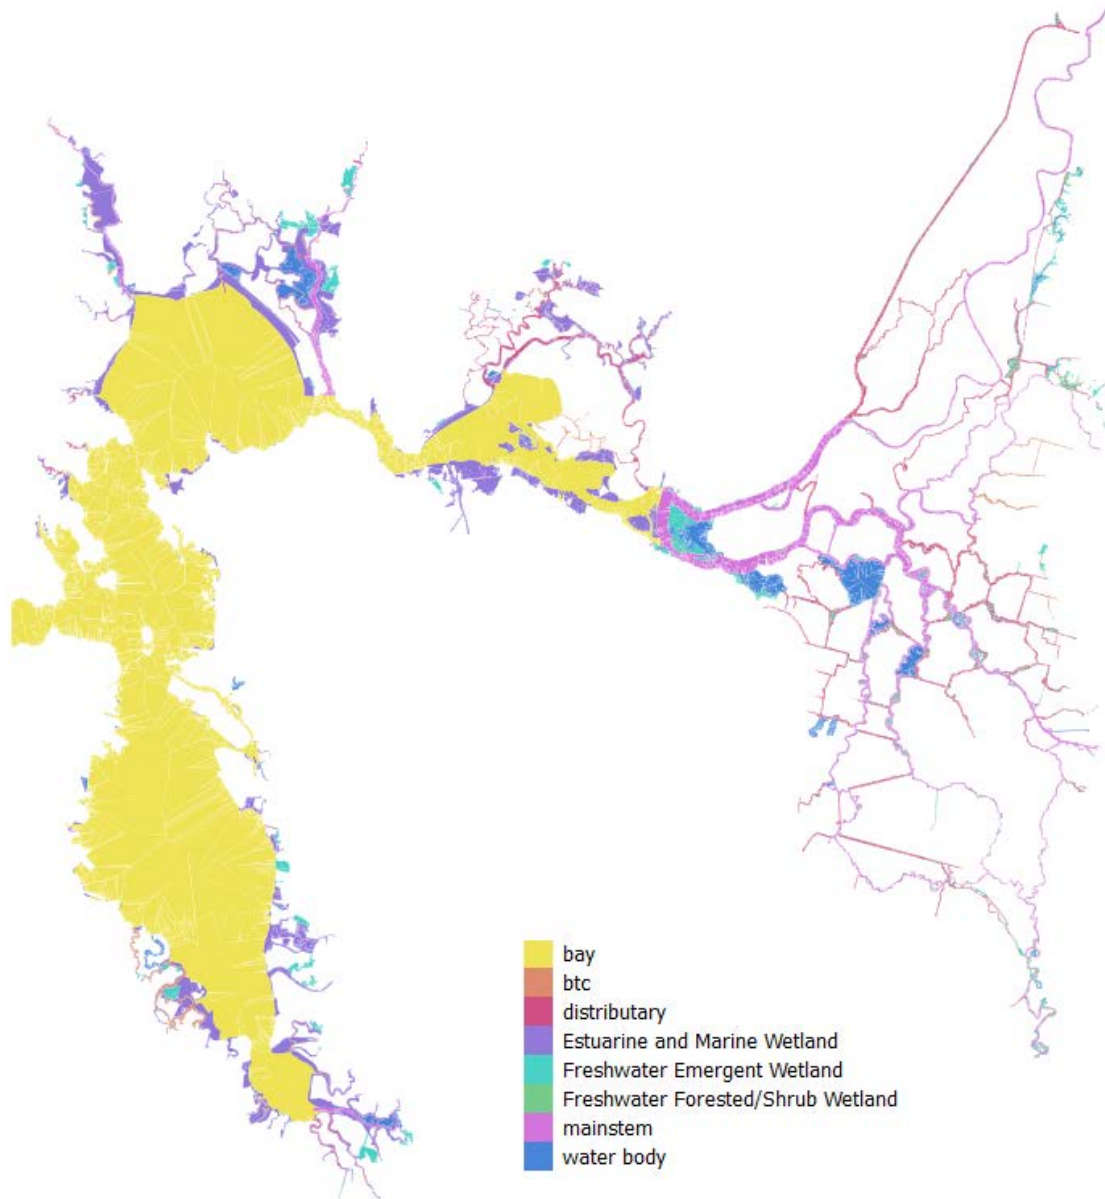 bay
btc
distributary
Estuarine and Marine Wetland
Freshwater Emergent Wetland
Freshwater Forested/Shrub Wetland
mainstem
water body